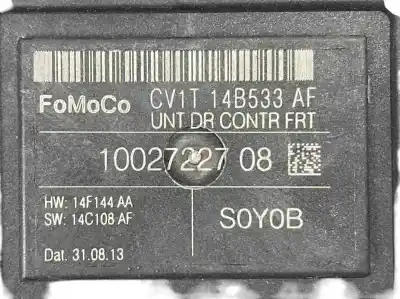 FoMoCo CV1T 14B533 AF
UNT DR CONTR FRT
10027227 08
HW: 14F144 AA
SW: 14C108 AF
S0Y0B
Dat. 31.08.13